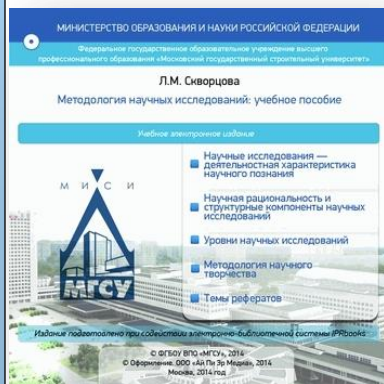 МИНИСТЕРСТВО ОБРАЗОВАНИЯ И НАУКИ РОССИЙСКОЙ ФЕДЕРАЦИИ
Федеральное государственное образовательное учреждение высшего
профессионального образования «Московский государственный строительный университет»
Л.М. Скворцова
Методология научных исследований: учебное пособие
Учебное электронное издание
МИСИ
МГСУ
Научные исследования —
деятельностная характеристика
научного познания
Научная рациональность и
структурные компоненты научных
исследований
Уровни научных исследований
Методология научного
творчества
Темы рефератов
Издание подготовлено при содействии электронно-библиотечной системы IPRbooks
© ФГБОУ ВПО «МГСУ», 2014
© Оформление. ООО «Ай Пи Эр Медиа», 2014
Москва, 2014 год